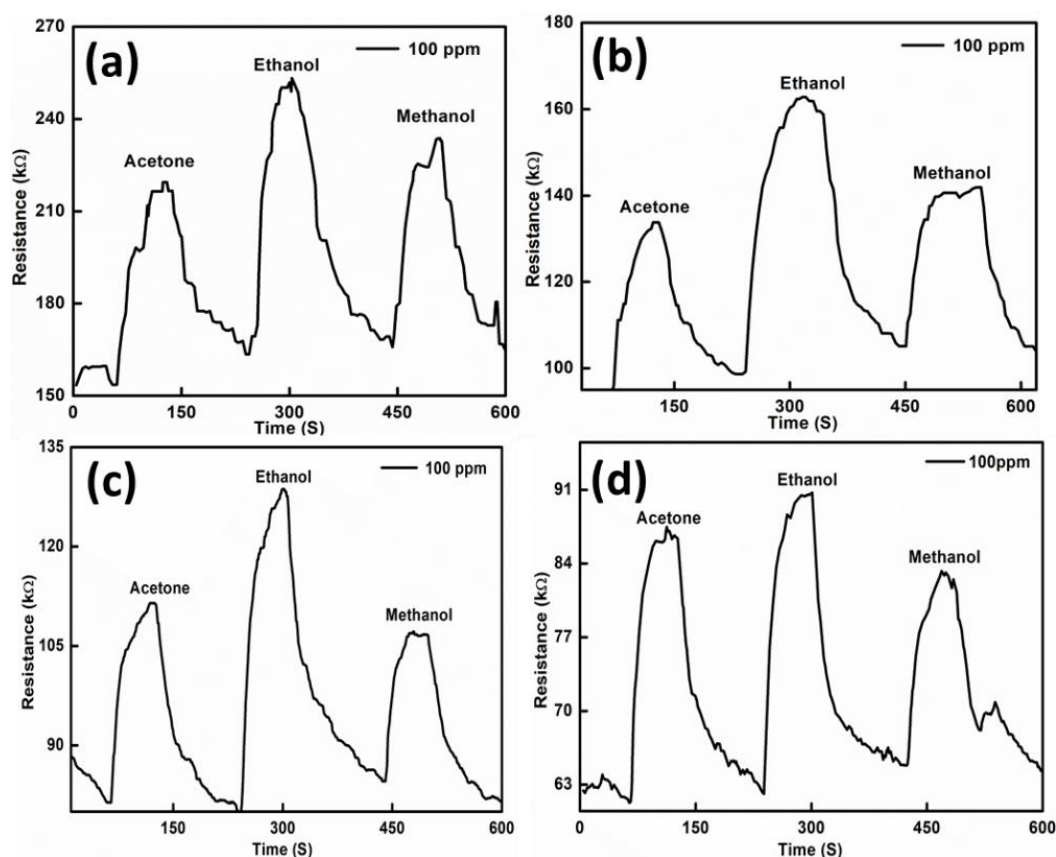 (a)
100 ppm
Ethanol
Methanol
Acetone
Resistance (kΩ)
270
240
210
180
150
0
150
300
450
600
Time (S)
(b)
100 ppm
Ethanol
Methanol
Acetone
Resistance (kΩ)
180
160
140
120
100
150
300
450
600
Time (S)
(c)
100 ppm
Ethanol
Acetone
Methanol
Resistance (kΩ)
135
120
105
90
150
300
450
600
Time (S)
(d)
100ppm
Ethanol
Acetone
Methanol
Resistance (kΩ)
91
84
77
70
63
0
150
300
450
600
Time (S)